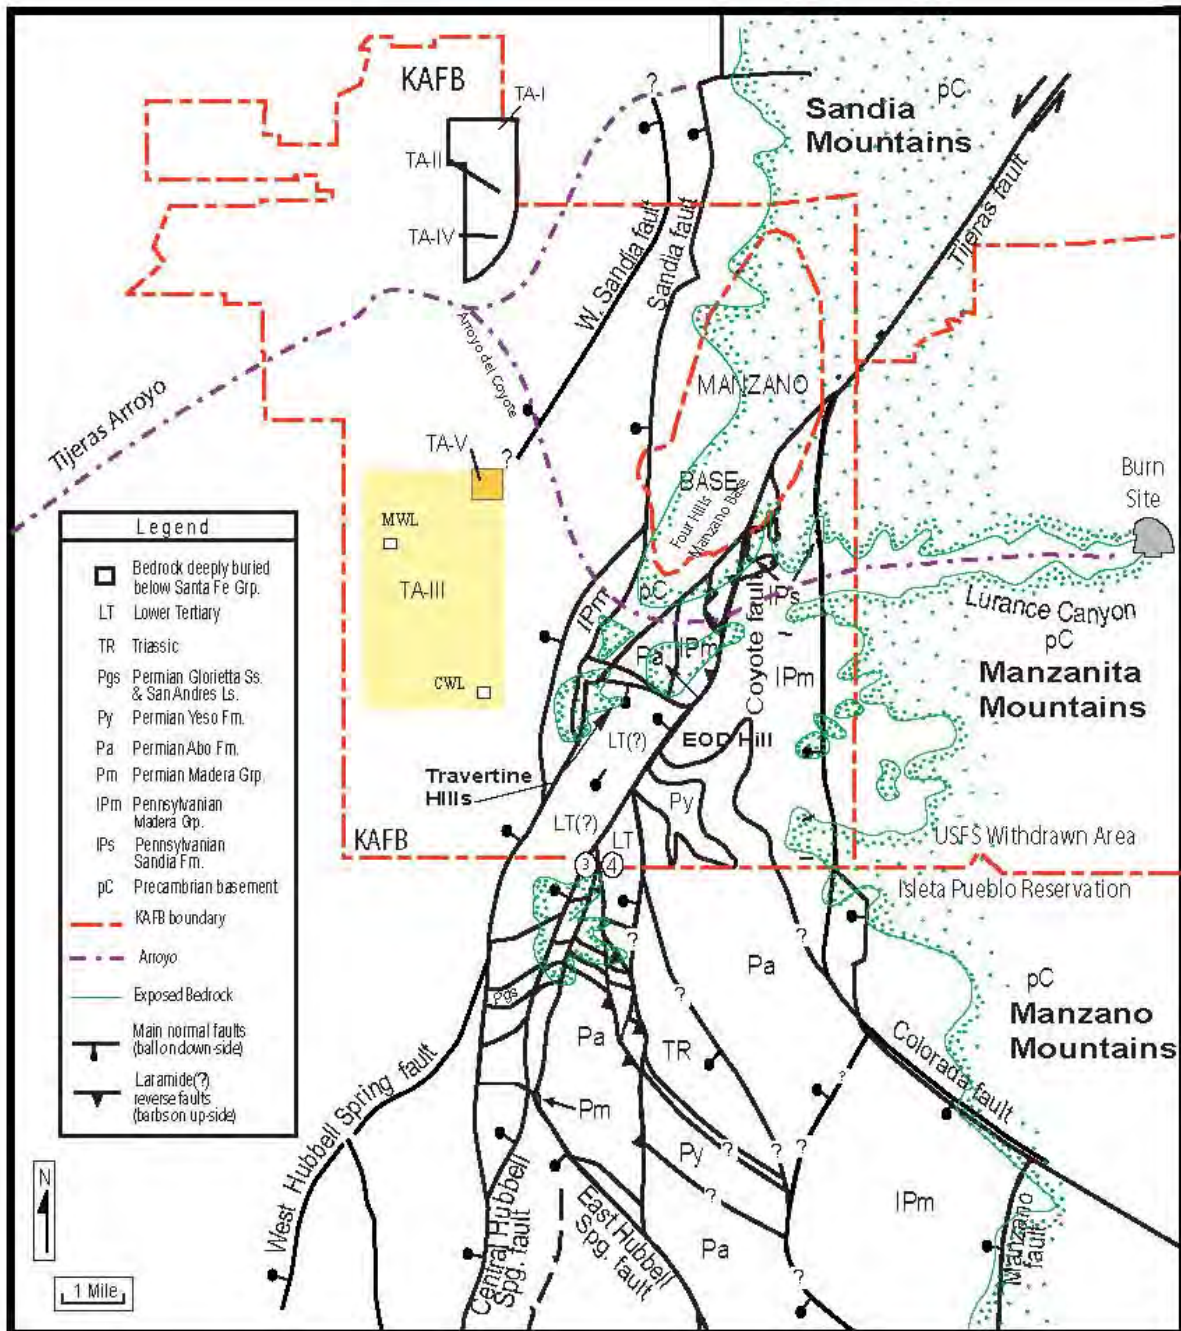 KAFB
TA-I
TA-II
TA-IV
pC
Sandia
Mountains
Tijeras fault
W. Sandia fault
Sandia fault
?
Arroyo del Coyote
Tijeras Arroyo
MANZANO
BASE
Four Hills
Manzano Base
TA-V
?
MWL
TA-III
CWL
Burn
Site
Lurance Canyon
pC
Manzanita
Mountains
IPm
pC
IPs
IPm
Pa
Coyote fault
IPm
LT(?)
EOD Hill
Travertine
Hills
Py
LT(?)
LT
KAFB
3
4
USFS Withdrawn Area
Isleta Pueblo Reservation
Legend
Bedrock deeply buried
below Santa Fe Grp.
LT Lower Tertiary
TR Triassic
Pgs Permian Glorietta Ss.
& San Andres Ls.
Py Permian Yeso Fm.
Pa Permian Abo Fm.
Pm Permian Madera Grp.
IPm Pennsylvanian
Madera Grp.
IPs Pennsylvanian
Sandia Fm.
pC Precambrian basement
KAFB boundary
Arroyo
Exposed Bedrock
Main normal faults
(ball on down-side)
Laramide(?)
reverse faults
(barbs on up-side)
?
?
?
Pa
pC
Manzano
Mountains
Pgs
Pa
TR
Colorada fault
?
Pm
?
?
Py
?
?
West Hubbell Spring fault
Central Hubbell
Spg. fault
East Hubbell
Spg. fault
Pa
IPm
Manzano
fault
?
?
N
1 Mile